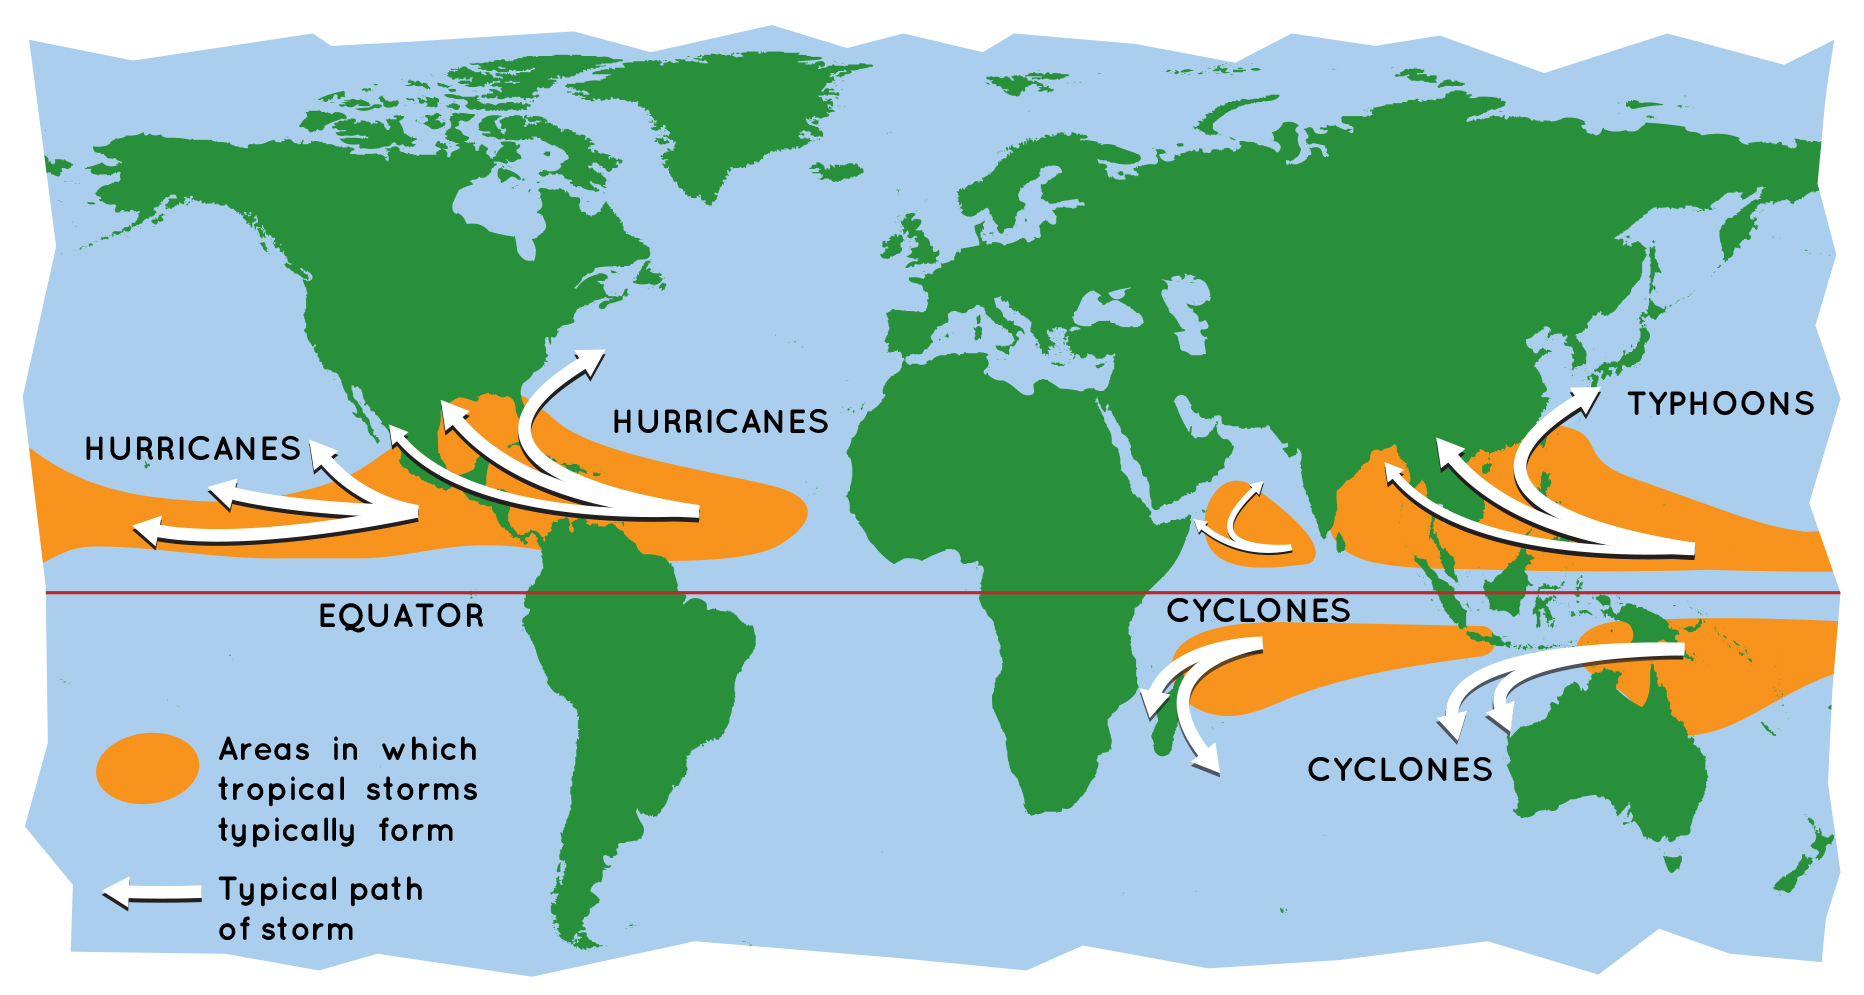 TYPHOONS
HURRICANES
HURRICANES
CYCLONES
EQUATOR
CYCLONES
Areas in which
tropical storms
typically form
Typical path
of storm